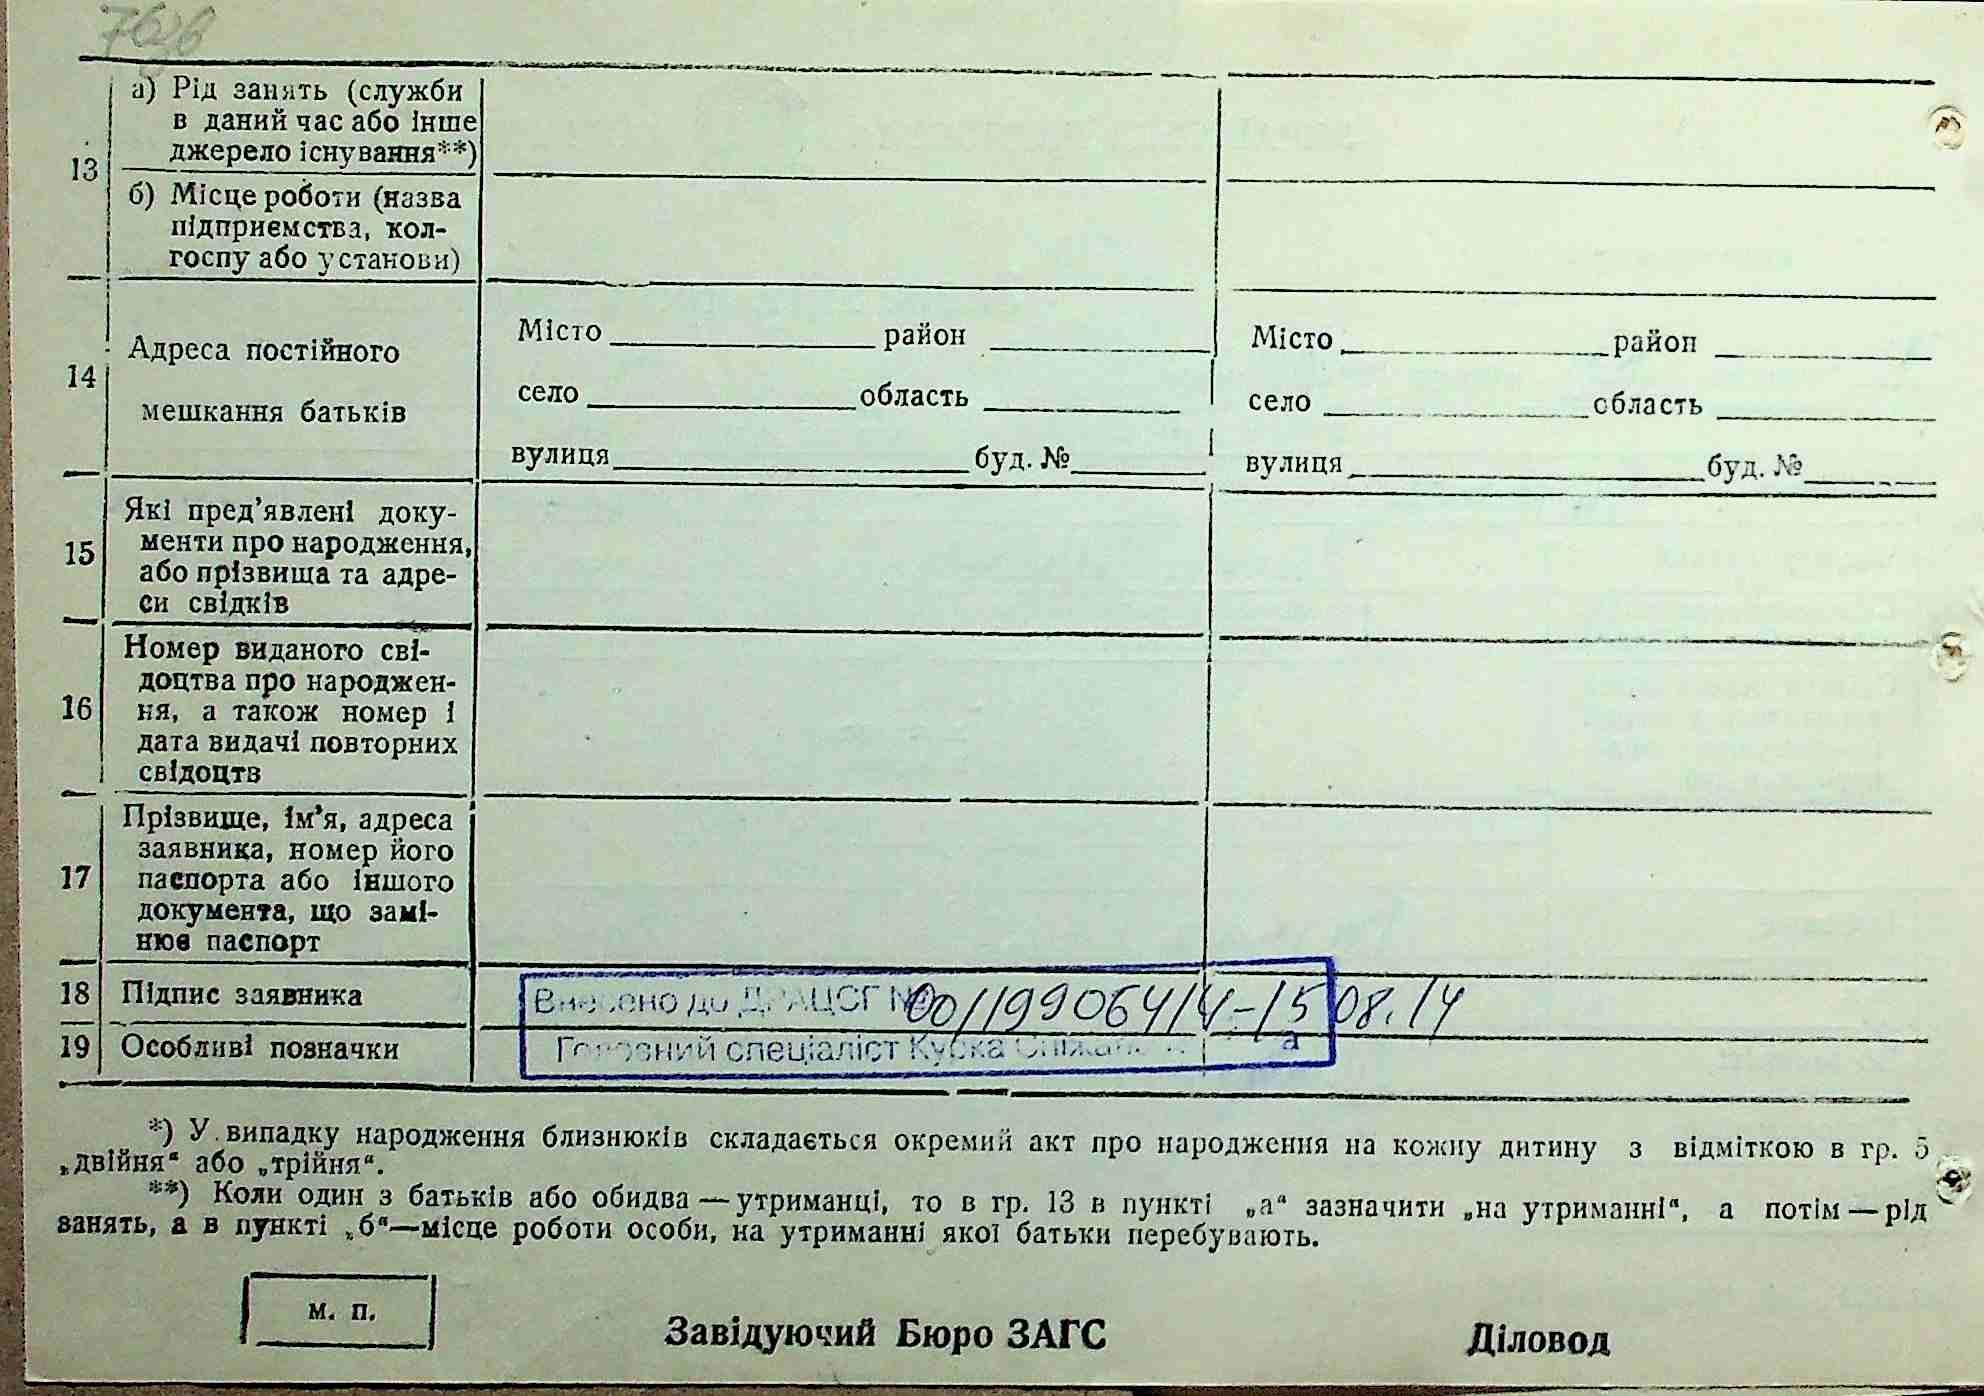 а) Рід занять (служби
в даний час або інше
джерело існування**)
13
б) Місце роботи (назва
підприємства, кол-
госпу або установи)
14
Адреса постійного
мешкання батьків
Місто район
село область
вулиця буд. №
Місто район
село область
вулиця буд. №
15
Які пред’явлені доку-
менти про народження,
або прізвища та адре-
си свідків
16
Номер виданого сві-
доцтва про народжен-
ня, а також номер і
дата видачі повторних
свідоцтв
17
Прізвище, ім’я, адреса
заявника, номер його
паспорта або іншого
документа, що замі-
нює паспорт
18 Підпис заявника
Внесено до ДРАЦСГ № 00119906414-15.08.14
19 Особливі позначки
Головний спеціаліст
*) У випадку народження близнюків складається окремий акт про народження на кожну дитину з відміткою в гр. 5
„двійня“ або „трійня“.
**) Коли один з батьків або обидва — утриманці, то в гр. 13 в пункті „а“ зазначити „на утриманні“, а потім — рід
занять, а в пункті „б“—місце роботи особи, на утриманні якої батьки перебувають.
м. п.
Завідуючий Бюро ЗАГС
Діловод